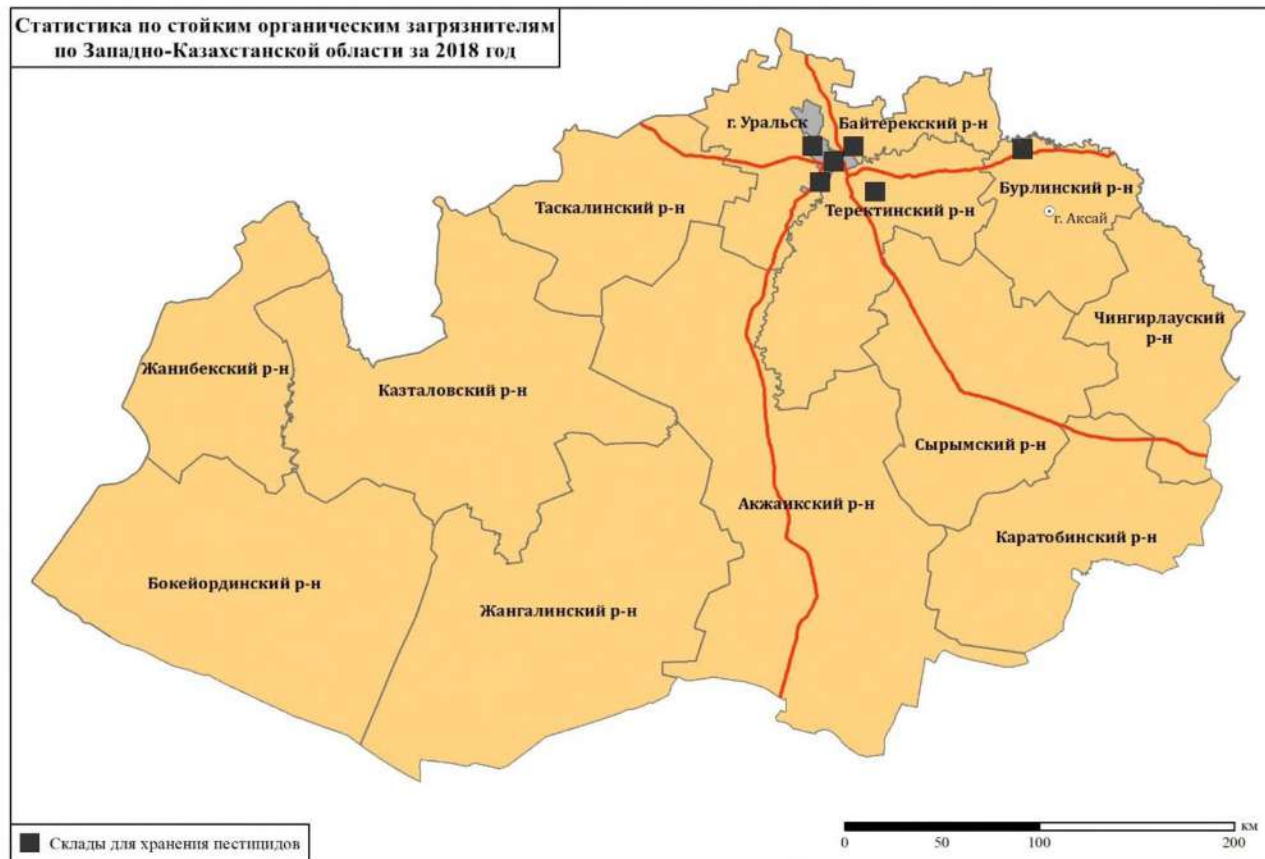 Статистика по стойким органическим загрязнителям
по Западно-Казахстанской области за 2018 год
г. Уральск
Байтерекский р-н
Бурлинский р-н
Таскалинский р-н
Теректинский р-н
г. Аксай
Чингирлауский
р-н
Жанибекский р-н
Казталовский р-н
Сырымский р-н
Акжаикский р-н
Каратобинский р-н
Бокейординский р-н
Жангалинский р-н
Склады для хранения пестицидов
км
0 50 100 200